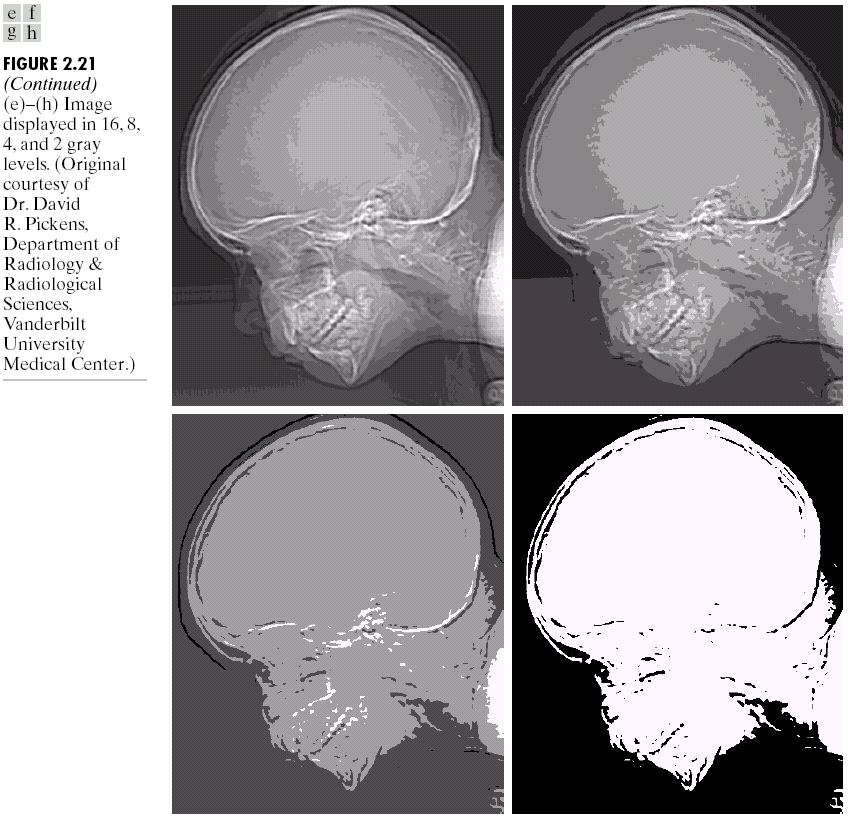 e f
g h
FIGURE 2.21
(Continued)
(e)–(h) Image
displayed in 16, 8,
4, and 2 gray
levels. (Original
courtesy of
Dr. David
R. Pickens,
Department of
Radiology &
Radiological
Sciences,
Vanderbilt
University
Medical Center.)